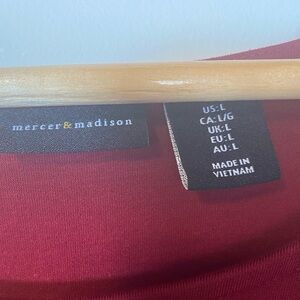 mercer&madison
US:L
CA:L/G
UK:L
EU:L
AU:L
MADE IN
VIETNAM